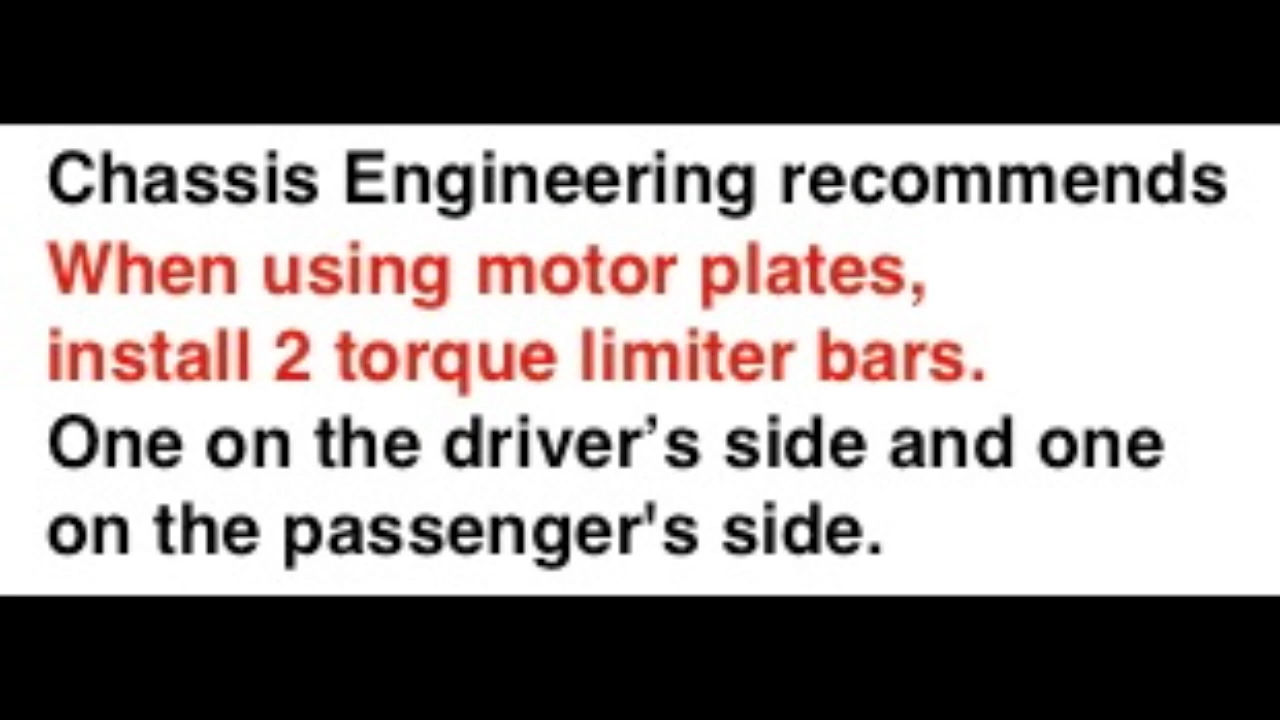 Chassis Engineering recommends
When using motor plates,
install 2 torque limiter bars.
One on the driver’s side and one
on the passenger's side.